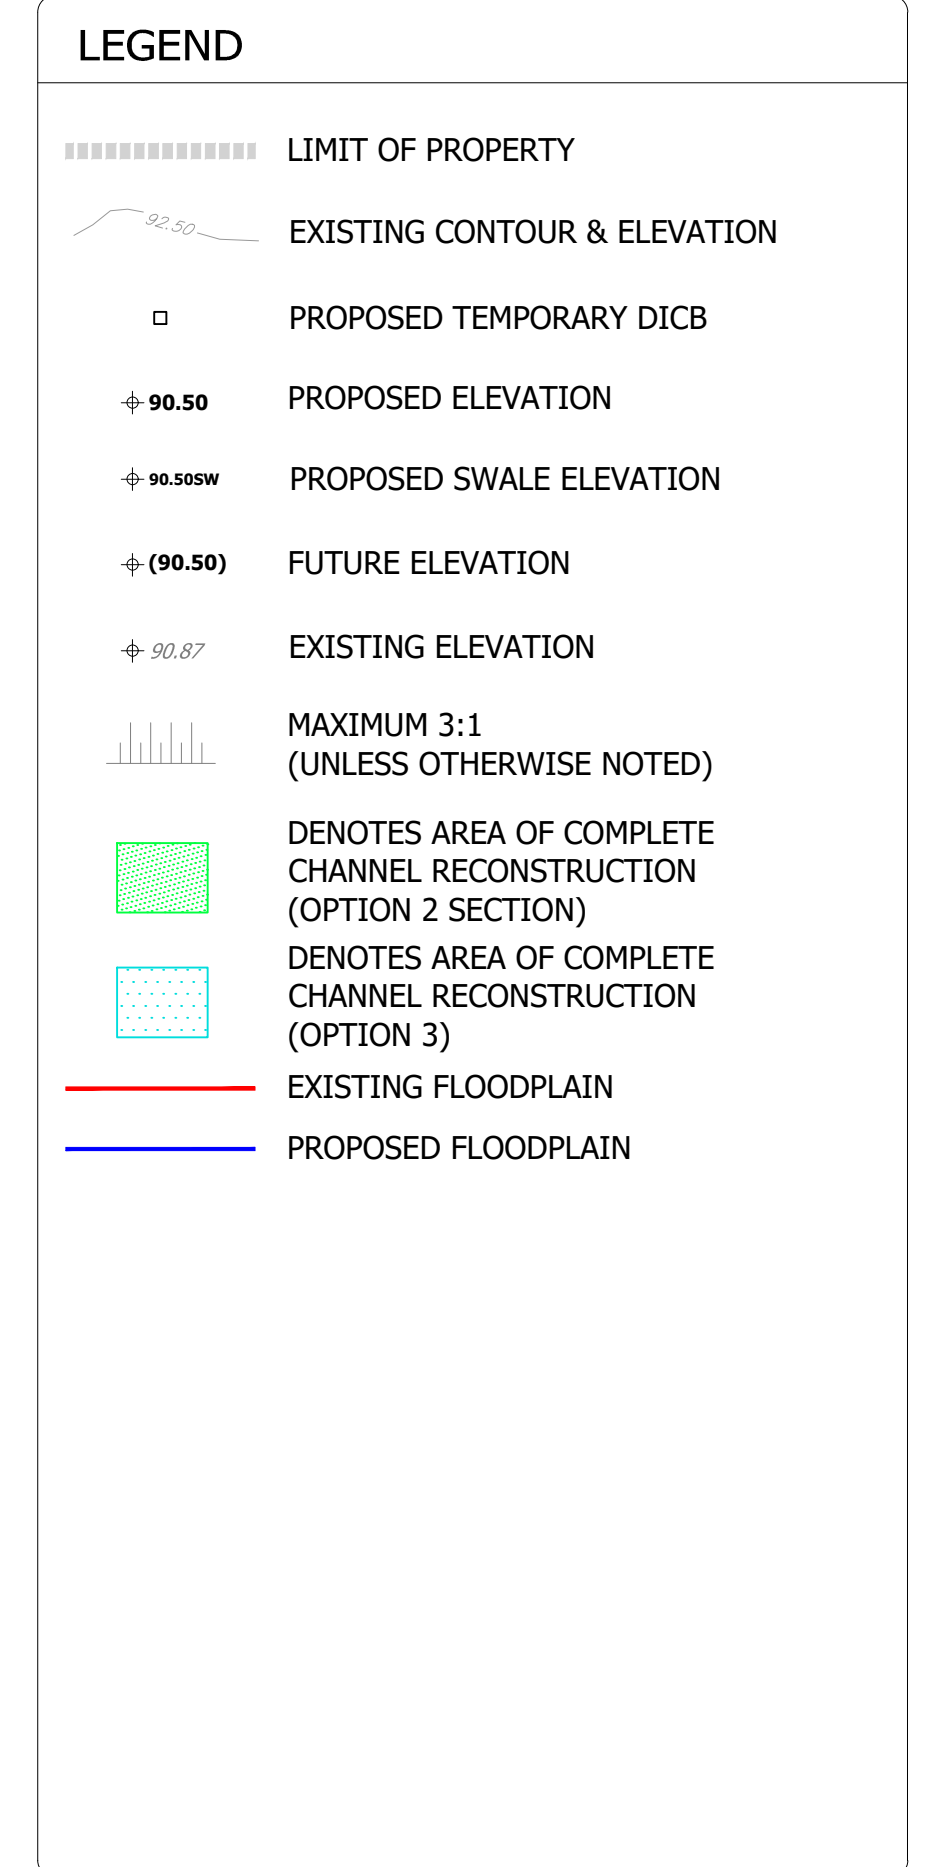 LEGEND
LIMIT OF PROPERTY
92.50 EXISTING CONTOUR & ELEVATION
PROPOSED TEMPORARY DICB
90.50 PROPOSED ELEVATION
90.50SW PROPOSED SWALE ELEVATION
(90.50) FUTURE ELEVATION
90.87 EXISTING ELEVATION
MAXIMUM 3:1
(UNLESS OTHERWISE NOTED)
DENOTES AREA OF COMPLETE
CHANNEL RECONSTRUCTION
(OPTION 2 SECTION)
DENOTES AREA OF COMPLETE
CHANNEL RECONSTRUCTION
(OPTION 3)
EXISTING FLOODPLAIN
PROPOSED FLOODPLAIN